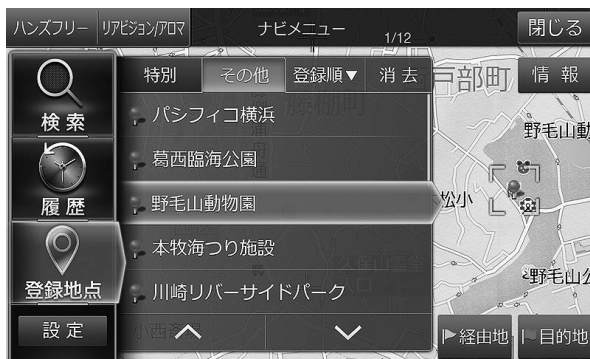 ハンズフリー
リアビジョン/アロマ
ナビメニュー
1/12
閉じる
特別
その他
登録順▼
消去
戸部町
情報
検索
パシフィコ横浜
野毛山動
葛西臨海公園
履歴
野毛山動物園
松小
本牧海つり施設
登録地点
川崎リバーサイドパーク
野毛山公
設定
経由地
目的地